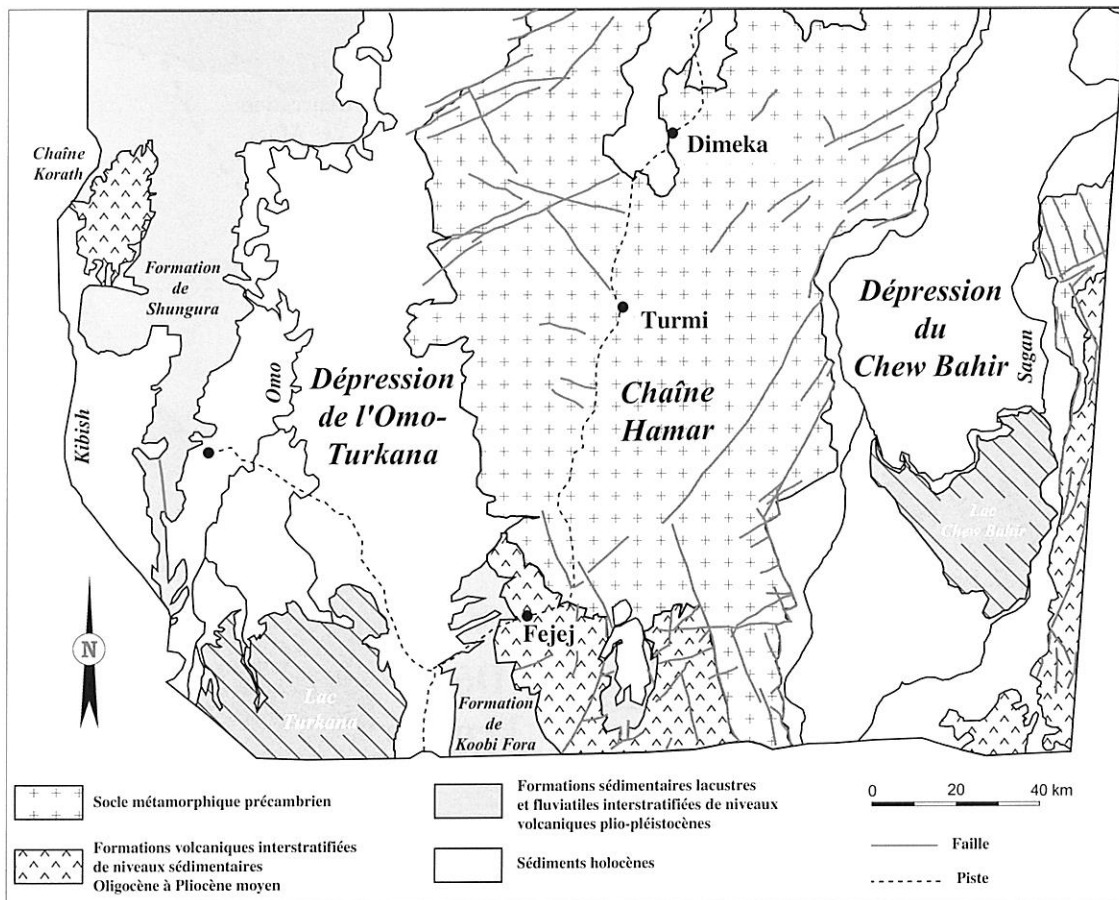 Chaîne
Korath
Dimeka
Formation
de
Shungura
Turmi
Dépression
du
Chew Bahir
Sagan
Omo
Dépression
de l'Omo-
Turkana
Chaîne
Hamar
Kibish
Lac
Chew Bahir
N
Fejej
Lac
Turkana
Formation
de
Koobi Fora
Socle métamorphique précambrien
Formations volcaniques interstratifiées
de niveaux sédimentaires
Oligocène à Pliocène moyen
Formations sédimentaires lacustres
et fluviatiles interstratifiées de niveaux
volcaniques plio-pléistocènes
Sédiments holocènes
0 20 40 km
Faille
Piste